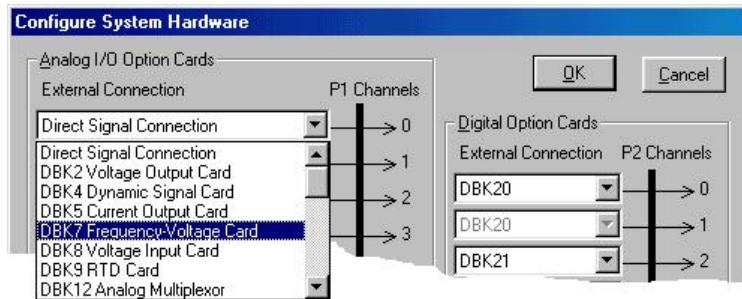 Configure System Hardware
Analog I/O Option Cards
External Connection P1 Channels
Direct Signal Connection 0
Direct Signal Connection
DBK2 Voltage Output Card 1
DBK4 Dynamic Signal Card
DBK5 Current Output Card 2
DBK7 Frequency-Voltage Card 3
DBK8 Voltage Input Card
DBK9 RTD Card
DBK12 Analog Multiplexor
OK Cancel
Digital Option Cards
External Connection P2 Channels
DBK20 0
DBK20 1
DBK21 2